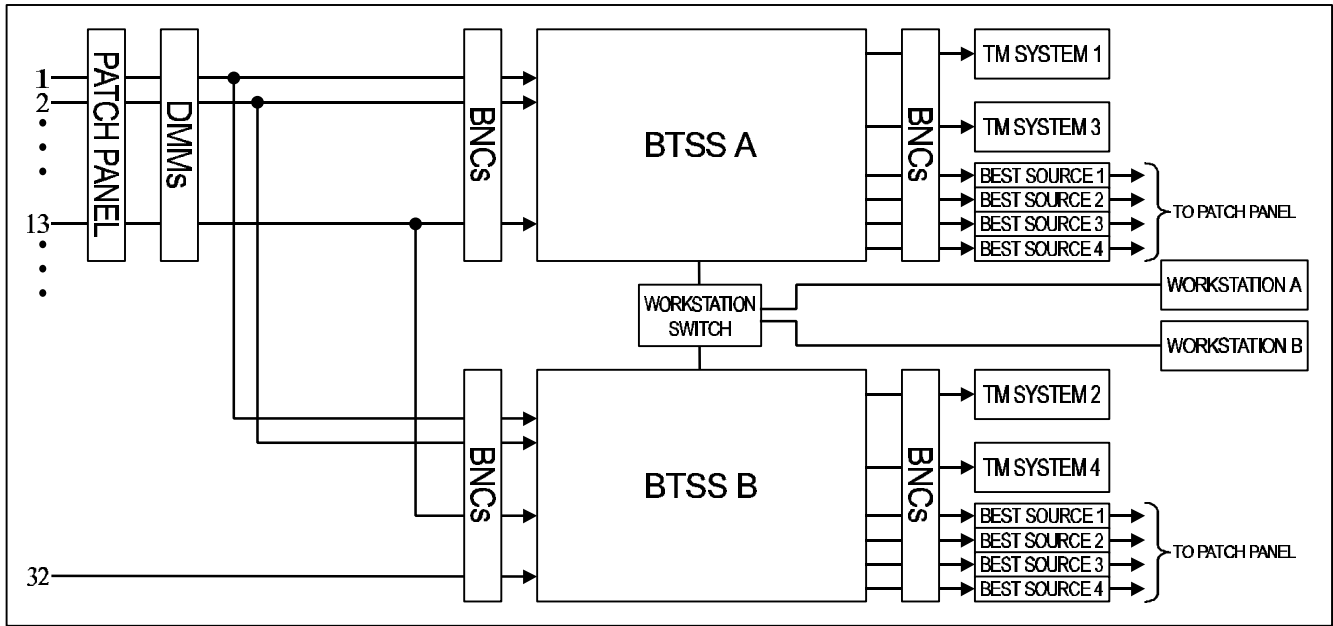 1
2
13
32
PATCH PANEL
DMMs
BNCs
BTSS A
BNCs
TM SYSTEM 1
TM SYSTEM 3
BEST SOURCE 1
BEST SOURCE 2
BEST SOURCE 3
BEST SOURCE 4
TO PATCH PANEL
WORKSTATION
SWITCH
WORKSTATION A
WORKSTATION B
BNCs
BTSS B
BNCs
TM SYSTEM 2
TM SYSTEM 4
BEST SOURCE 1
BEST SOURCE 2
BEST SOURCE 3
BEST SOURCE 4
TO PATCH PANEL